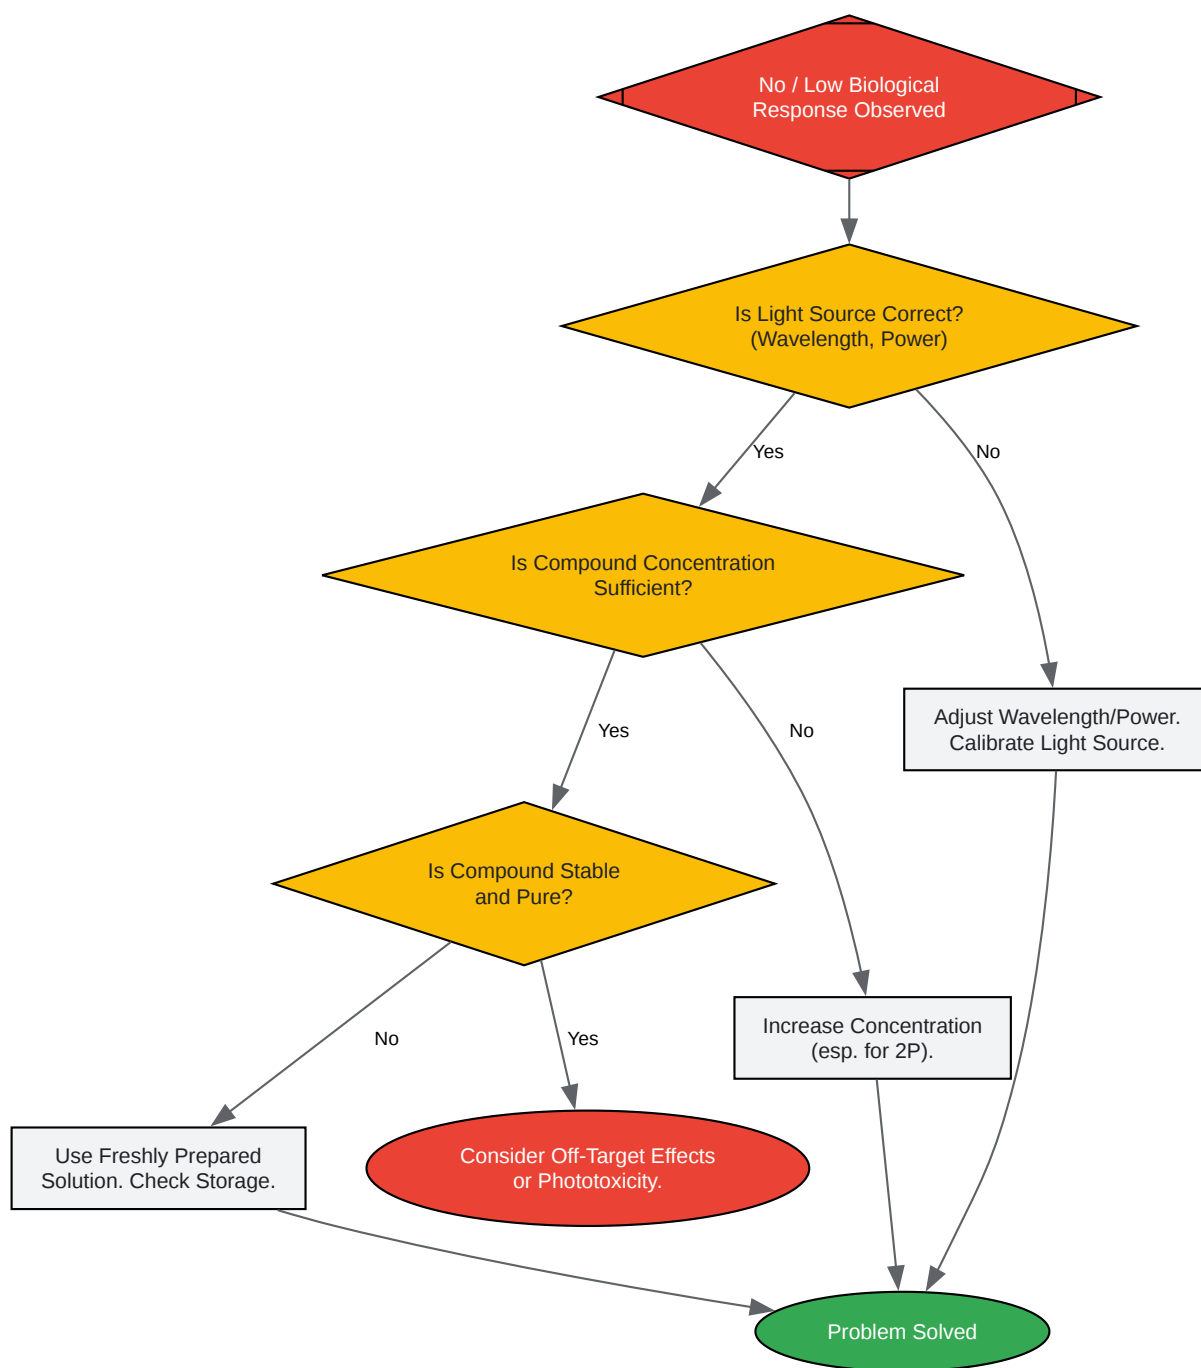 No / Low Biological
Response Observed
Is Light Source Correct?
(Wavelength, Power)
Yes
No
Is Compound Concentration
Sufficient?
Yes
No
Adjust Wavelength/Power.
Calibrate Light Source.
Is Compound Stable
and Pure?
No
Yes
Increase Concentration
(esp. for 2P).
Use Freshly Prepared
Solution. Check Storage.
Consider Off-Target Effects
or Phototoxicity.
Problem Solved